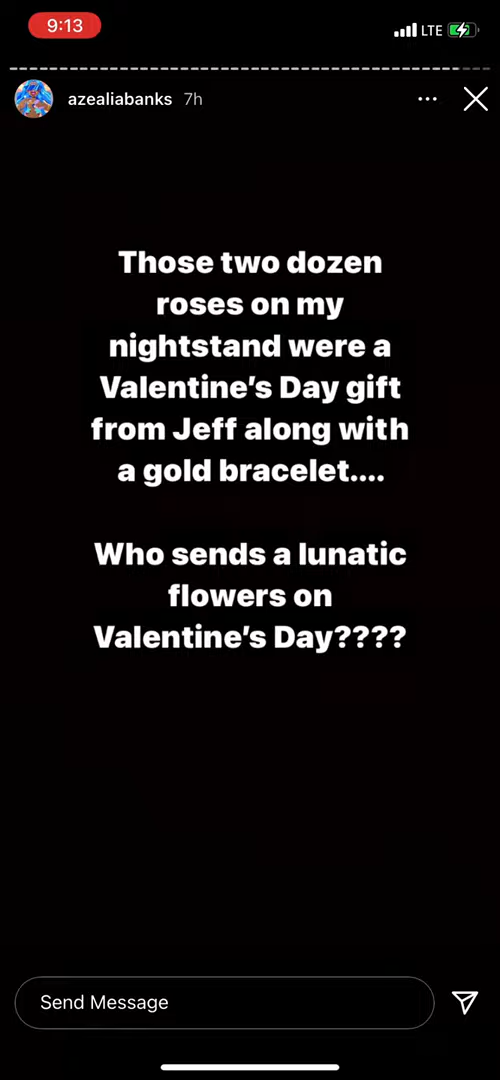 9:13
LTE
azealiabanks 7h
Those two dozen
roses on my
nightstand were a
Valentine's Day gift
from Jeff along with
a gold bracelet....
Who sends a lunatic
flowers on
Valentine's Day????
Send Message